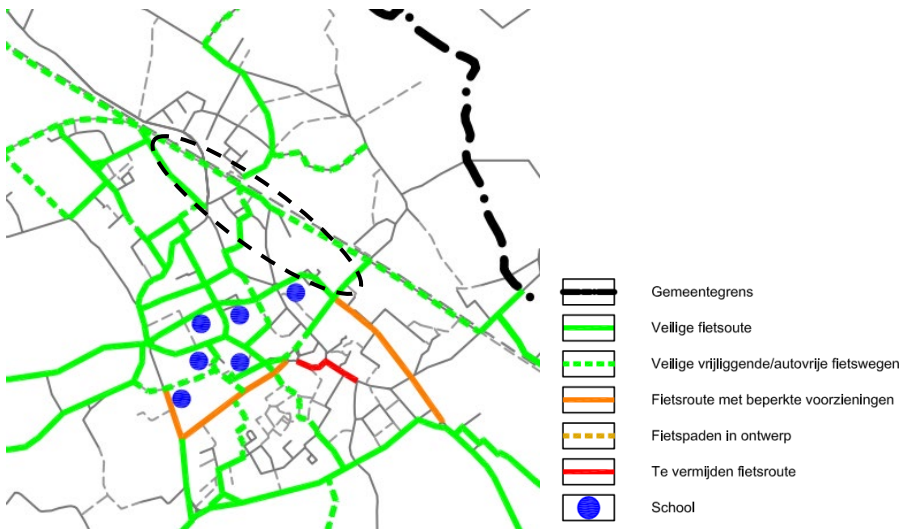 Gemeentegrens
Veilige fietsoute
Veilige vrijliggende/autovrije fietswegen
Fietsroute met beperkte voorzieningen
Fietspaden in ontwerp
Te vermijden fietsroute
School